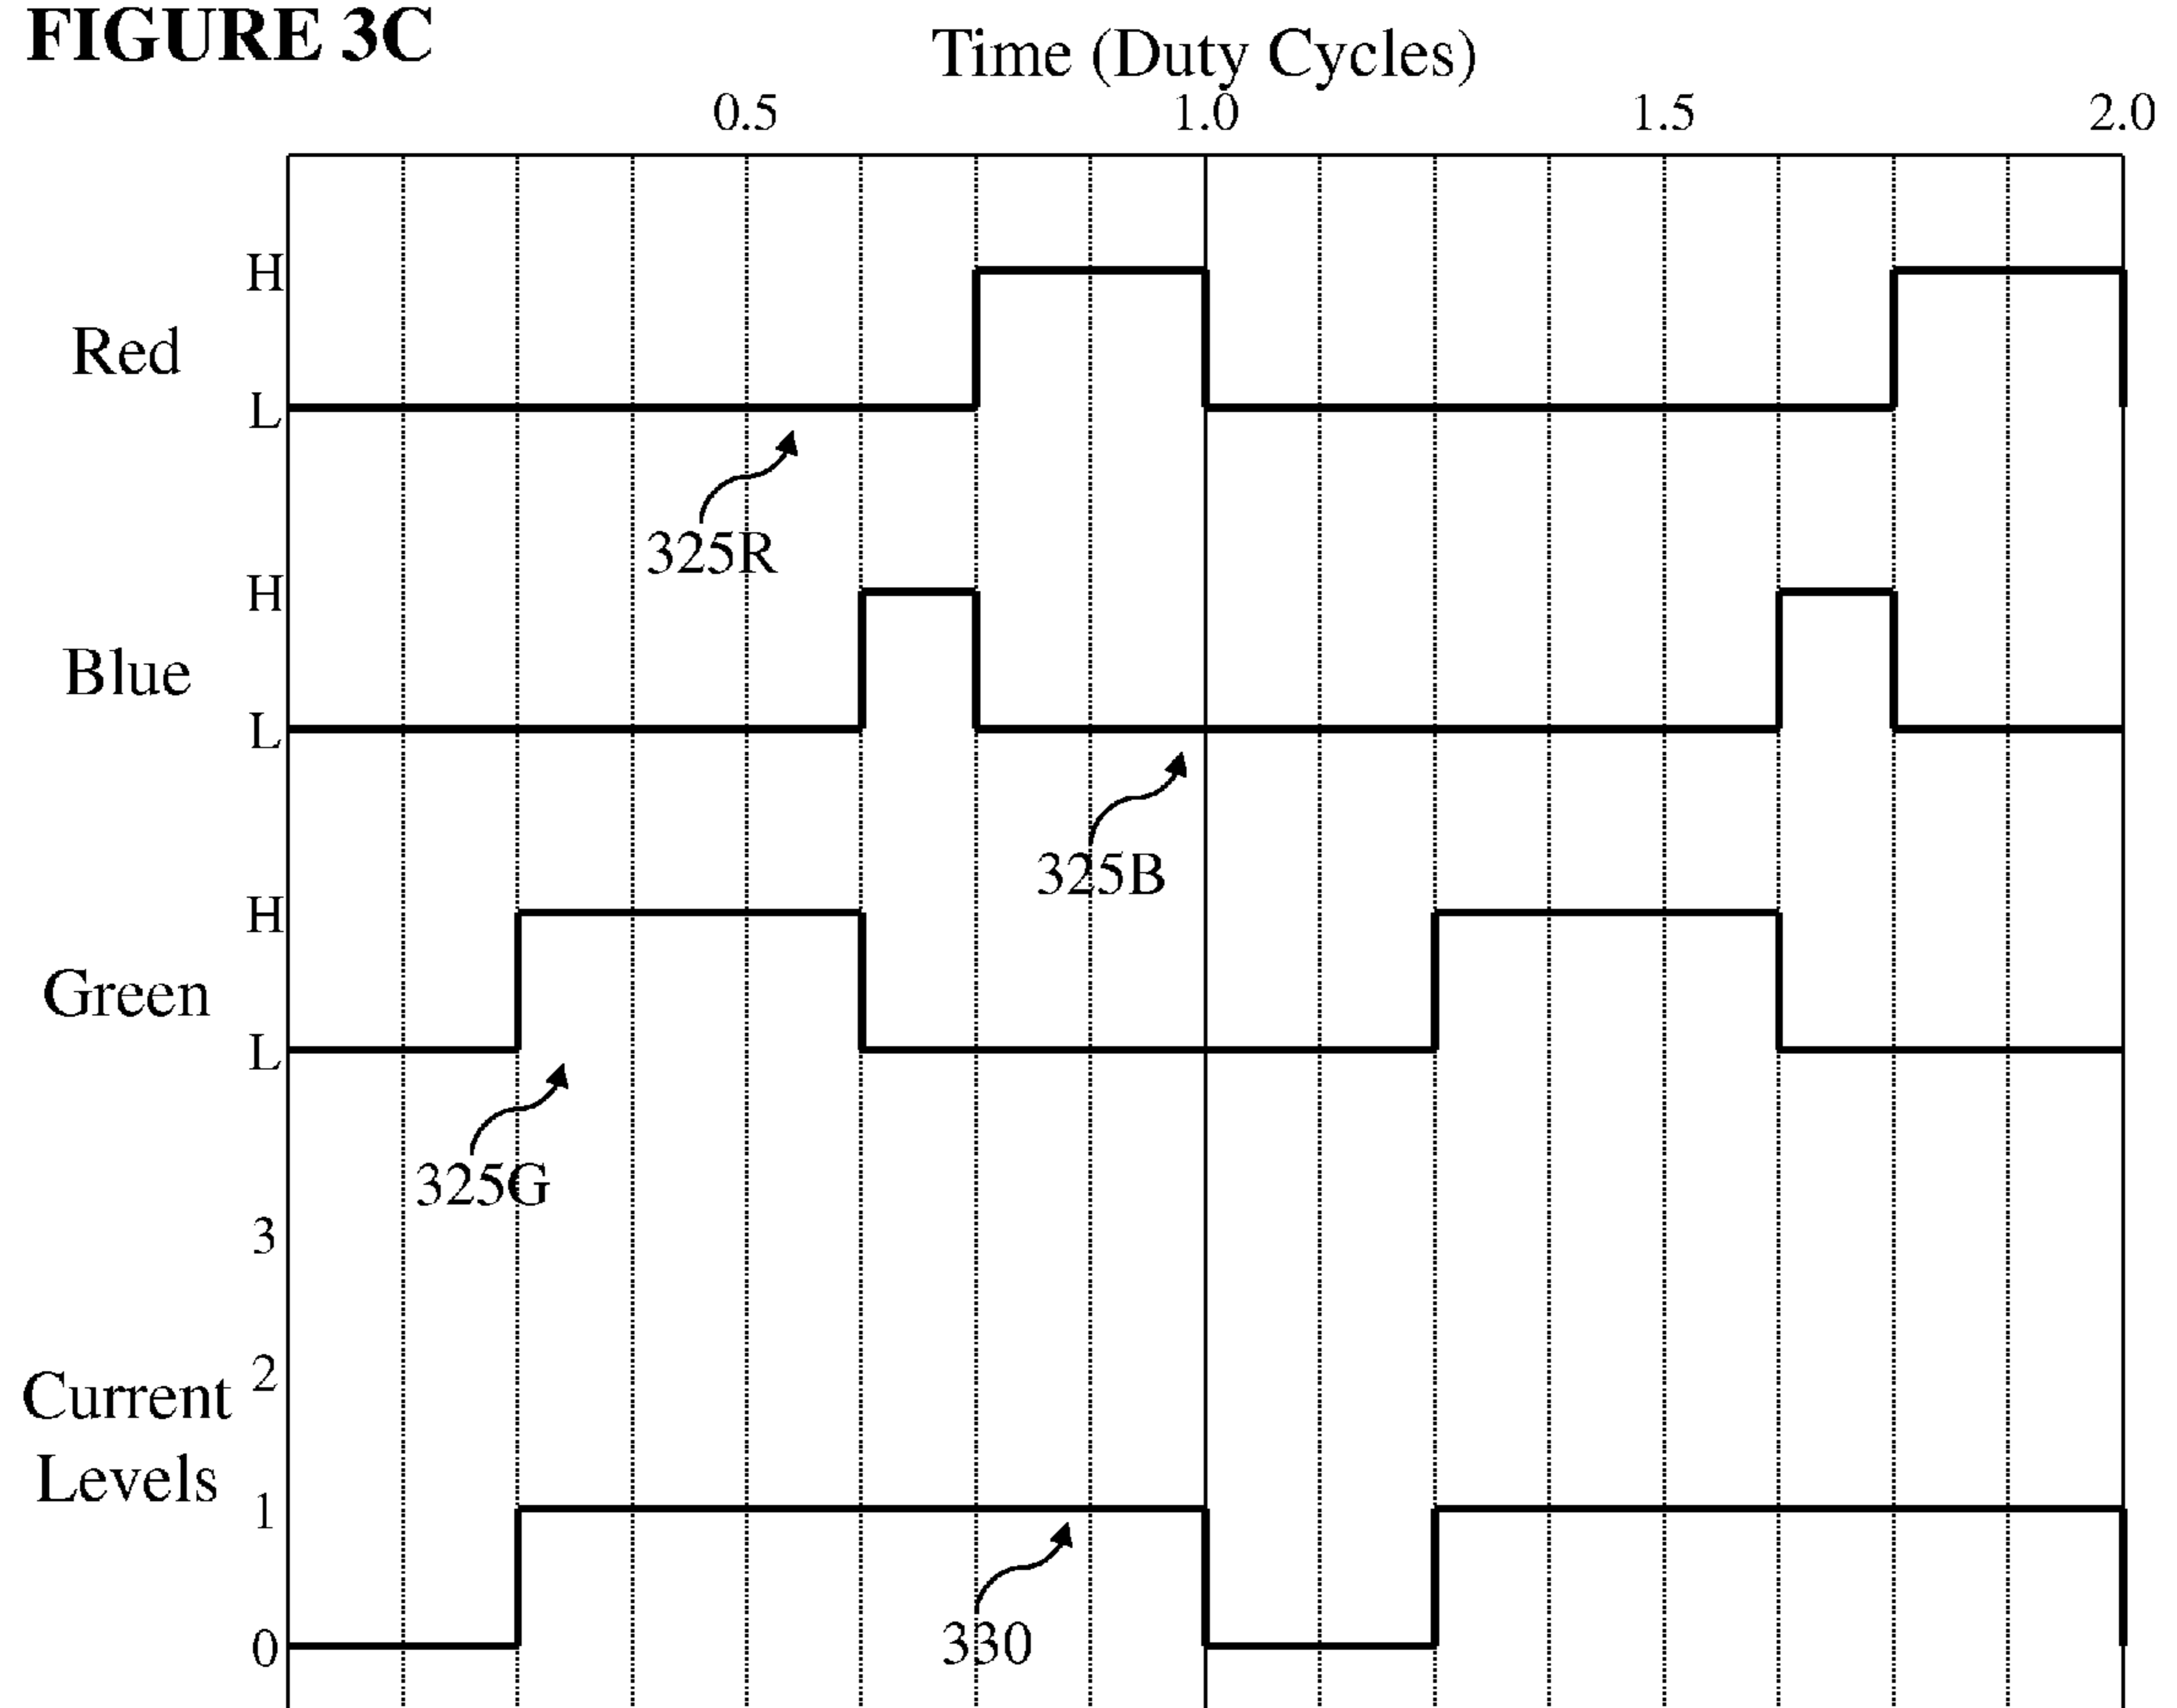 FIGURE 3C
Time (Duty Cycles)
0.5 1.0 1.5 2.0
H
Red
L
325R
H
Blue
L
325B
H
Green
L
325G
3
2
Current
Levels
1
330
0